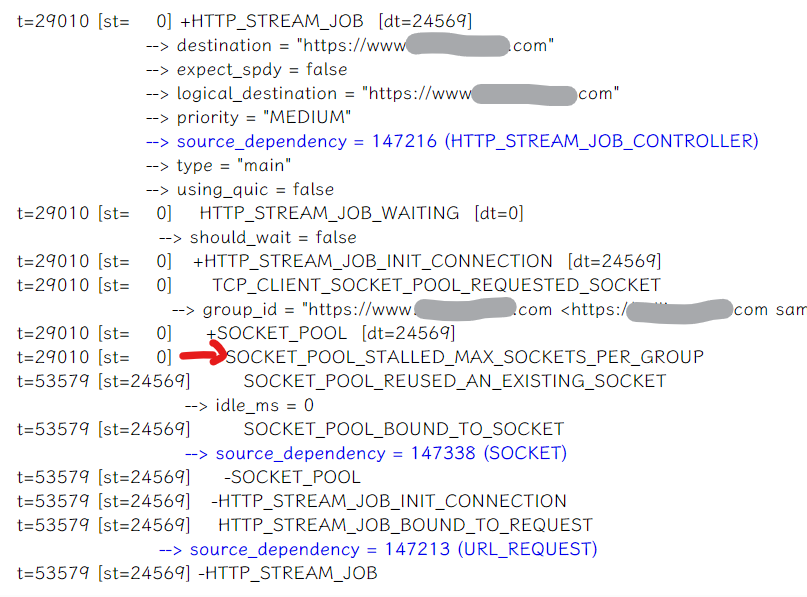 t=29010 [st=    0] +HTTP_STREAM_JOB  [dt=24569]
--> destination = "https://www.com"
--> expect_spdy = false
--> logical_destination = "https://www.com"
--> priority = "MEDIUM"
--> source_dependency = 147216 (HTTP_STREAM_JOB_CONTROLLER)
--> type = "main"
--> using_quic = false
t=29010 [st=    0]   HTTP_STREAM_JOB_WAITING  [dt=0]
--> should_wait = false
t=29010 [st=    0]  +HTTP_STREAM_JOB_INIT_CONNECTION  [dt=24569]
t=29010 [st=    0]    TCP_CLIENT_SOCKET_POOL_REQUESTED_SOCKET
--> group_id = "https://www..com <https://com sam
t=29010 [st=    0]   +SOCKET_POOL  [dt=24569]
t=29010 [st=    0]    SOCKET_POOL_STALLED_MAX_SOCKETS_PER_GROUP
t=53579 [st=24569]    SOCKET_POOL_REUSED_AN_EXISTING_SOCKET
--> idle_ms = 0
t=53579 [st=24569]    SOCKET_POOL_BOUND_TO_SOCKET
--> source_dependency = 147338 (SOCKET)
t=53579 [st=24569]   -SOCKET_POOL
t=53579 [st=24569]  -HTTP_STREAM_JOB_INIT_CONNECTION
t=53579 [st=24569]   HTTP_STREAM_JOB_BOUND_TO_REQUEST
--> source_dependency = 147213 (URL_REQUEST)
t=53579 [st=24569] -HTTP_STREAM_JOB